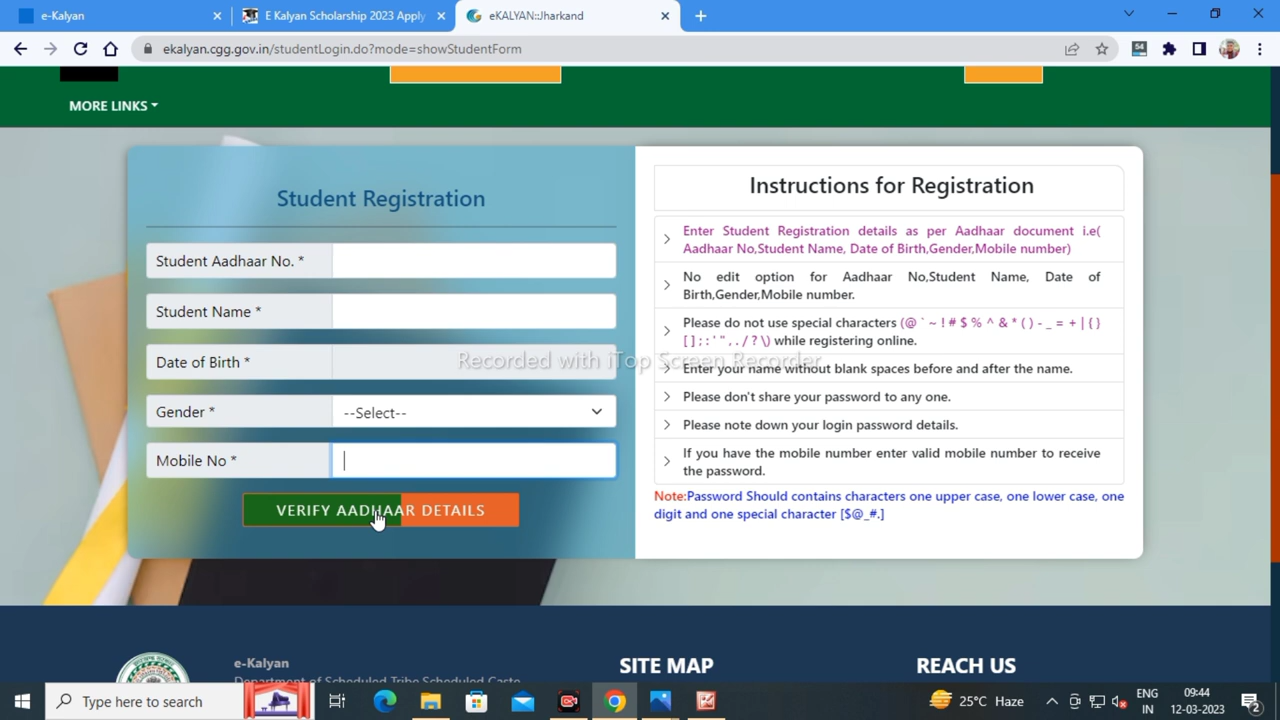 e-Kalyan
E Kalyan Scholarship 2023 Apply
eKALYAN::Jharkand
ekalyan.cgg.gov.in/studentLogin.do?mode=showStudentForm
54
MORE LINKS
Student Registration
Student Aadhaar No. *
Student Name *
Date of Birth *
Gender *
--Select--
Mobile No *
VERIFY AADHAAR DETAILS
Instructions for Registration
Enter Student Registration details as per Aadhaar document i.e(
Aadhaar No,Student Name, Date of Birth,Gender,Mobile number)
No edit option for Aadhaar No,Student Name, Date of
Birth,Gender,Mobile number.
Please do not use special characters (@ ` ~ ! # $ % ^ & * ( ) - _ = + | { }
[ ] ; : ' " , . / ? \) while registering online.
Recorded with iTop Screen Recorder
Enter your name without blank spaces before and after the name.
Please don't share your password to any one.
Please note down your login password details.
If you have the mobile number enter valid mobile number to receive
the password.
Note:Password Should contains characters one upper case, one lower case, one
digit and one special character [$@_#.]
e-Kalyan
Department of Scheduled Tribe Scheduled Caste
SITE MAP
REACH US
Type here to search
25°C Haze
ENG
IN
09:44
12-03-2023
2